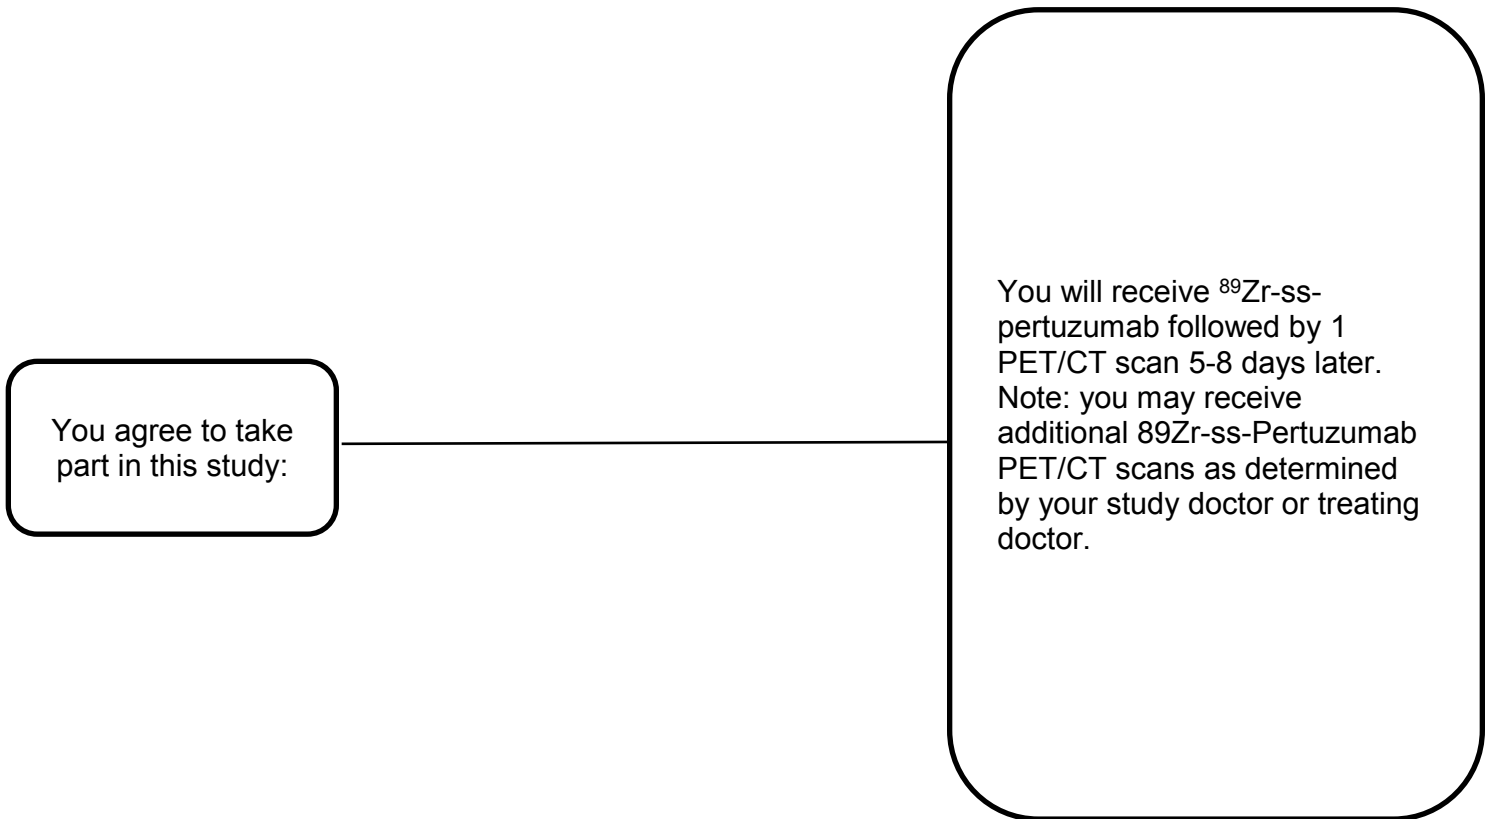 You agree to take
part in this study:
You will receive ⁸⁹Zr-ss-
pertuzumab followed by 1
PET/CT scan 5-8 days later.
Note: you may receive
additional 89Zr-ss-Pertuzumab
PET/CT scans as determined
by your study doctor or treating
doctor.